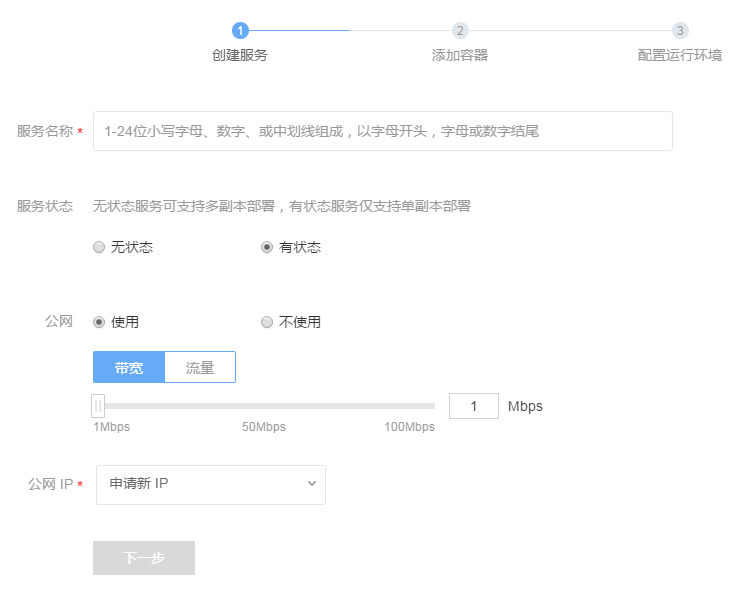 1 2 3
创建服务 添加容器 配置运行环境
服务名称 * 1-24位小写字母、数字、或中划线组成，以字母开头，字母或数字结尾
服务状态 无状态服务可支持多副本部署，有状态服务仅支持单副本部署
无状态 有状态
公网 使用 不使用
带宽 流量
1 Mbps
1Mbps 50Mbps 100Mbps
公网 IP * 申请新 IP
下一步